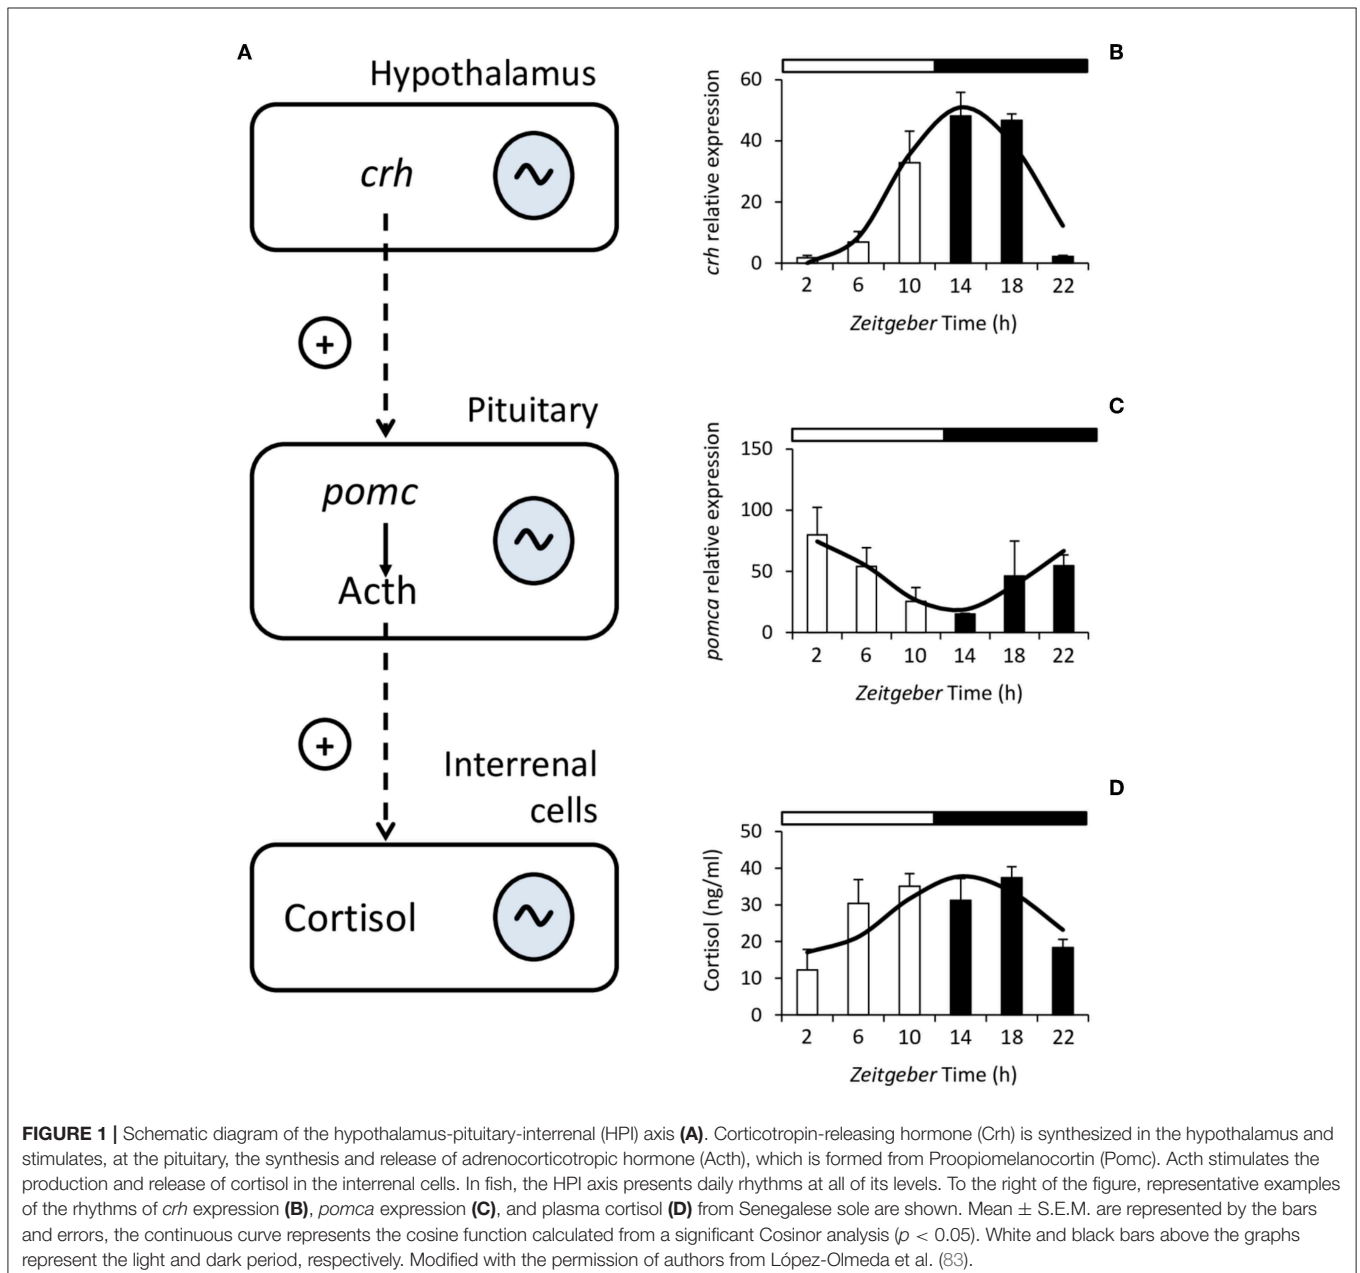 A
Hypothalamus
crh
+
Pituitary
pomc
Acth
+
Interrenal
cells
Cortisol
B
crh relative expression
60
40
20
0
2 6 10 14 18 22
Zeitgeber Time (h)
C
pomca relative expression
150
100
50
0
2 6 10 14 18 22
Zeitgeber Time (h)
D
Cortisol (ng/ml)
50
40
30
20
10
0
2 6 10 14 18 22
Zeitgeber Time (h)
FIGURE 1 | Schematic diagram of the hypothalamus-pituitary-interrenal (HPI) axis (A). Corticotropin-releasing hormone (Crh) is synthesized in the hypothalamus and
stimulates, at the pituitary, the synthesis and release of adrenocorticotropic hormone (Acth), which is formed from Proopiomelanocortin (Pomc). Acth stimulates the
production and release of cortisol in the interrenal cells. In fish, the HPI axis presents daily rhythms at all of its levels. To the right of the figure, representative examples
of the rhythms of crh expression (B), pomca expression (C), and plasma cortisol (D) from Senegalese sole are shown. Mean ± S.E.M. are represented by the bars
and errors, the continuous curve represents the cosine function calculated from a significant Cosinor analysis (p < 0.05). White and black bars above the graphs
represent the light and dark period, respectively. Modified with the permission of authors from López-Olmeda et al. (83).